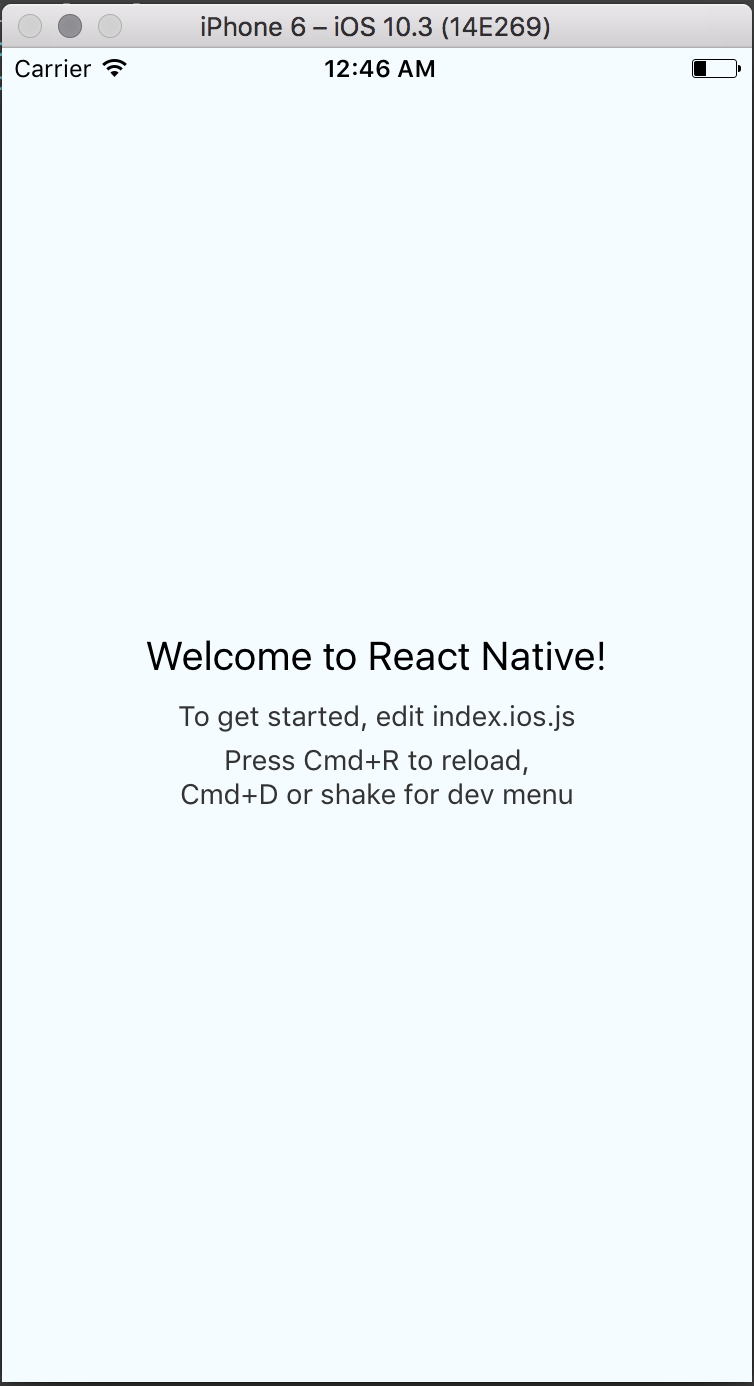 iPhone 6 – iOS 10.3 (14E269)
Carrier 12:46 AM
Welcome to React Native!
To get started, edit index.ios.js
Press Cmd+R to reload,
Cmd+D or shake for dev menu